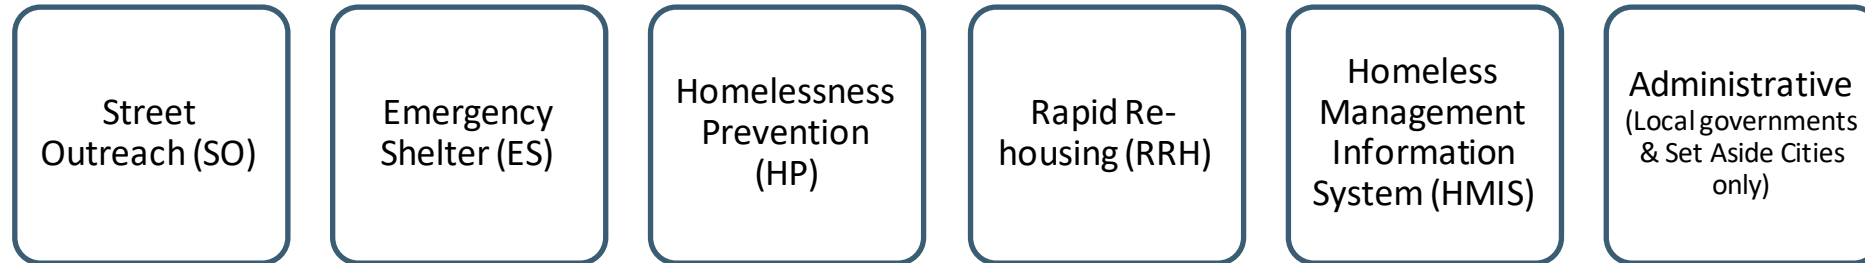 Street
Outreach (SO)
Emergency
Shelter (ES)
Homelessness
Prevention
(HP)
Rapid Re-
housing (RRH)
Homeless
Management
Information
System (HMIS)
Administrative
(Local governments
& Set Aside Cities
only)